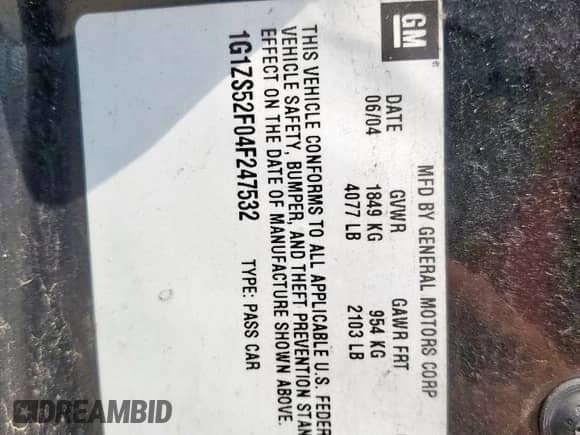 GM
MFD BY GENERAL MOTORS CORP
DATE GVWR GAWR FRT
06/04 1849 KG 954 KG
4077 LB 2103 LB
THIS VEHICLE CONFORMS TO ALL APPLICABLE U.S. FEDER
VEHICLE SAFETY, BUMPER, AND THEFT PREVENTION STAN
EFFECT ON THE DATE OF MANUFACTURE SHOWN ABOVE.
1G1ZS52F04F247532 TYPE: PASS CAR
DREAMBID